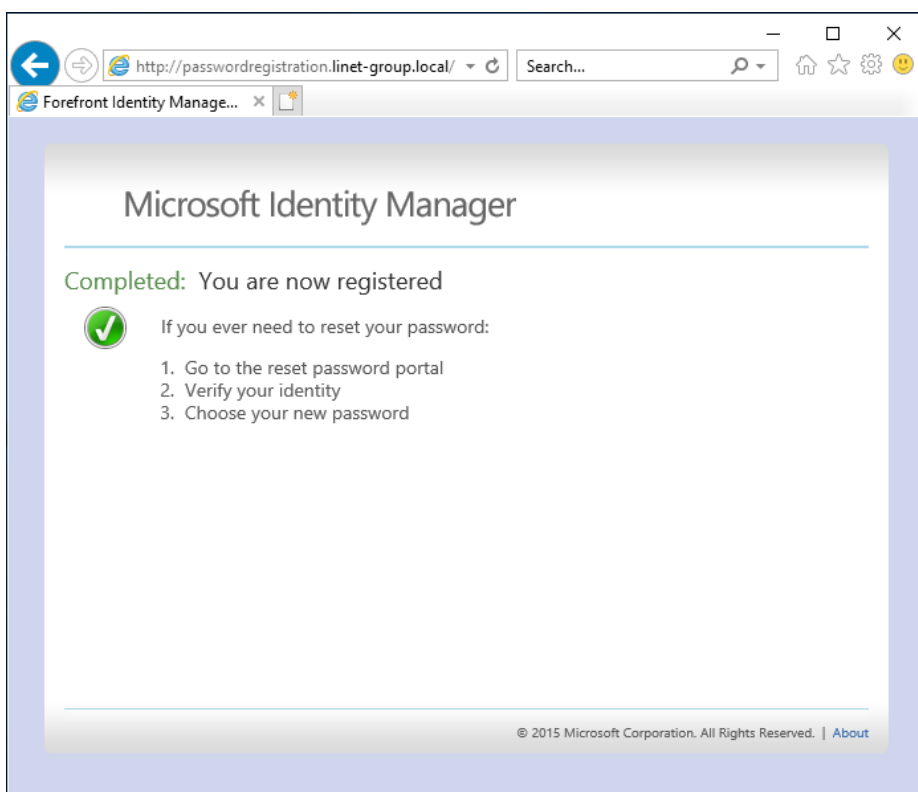 http://passwordregistration.linet-group.local/
Search...
Forefront Identity Manage...
Microsoft Identity Manager
Completed: You are now registered
If you ever need to reset your password:
1. Go to the reset password portal
2. Verify your identity
3. Choose your new password
© 2015 Microsoft Corporation. All Rights Reserved. | About